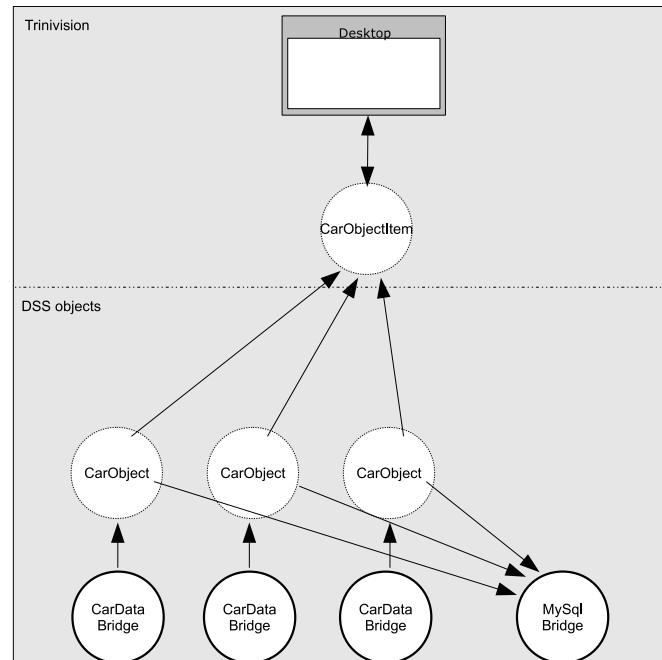 Trinivision
Desktop
CarObjectItem
DSS objects
CarObject
CarObject
CarObject
CarData
Bridge
CarData
Bridge
CarData
Bridge
MySql
Bridge